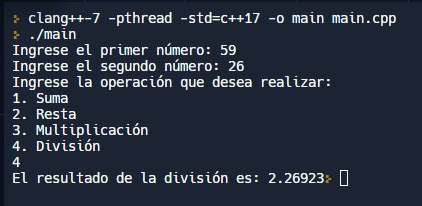 > clang++-7 -pthread -std=c++17 -o main main.cpp
> ./main
Ingrese el primer número: 59
Ingrese el segundo número: 26
Ingrese la operación que desea realizar:
1. Suma
2. Resta
3. Multiplicación
4. División
4
El resultado de la división es: 2.26923>